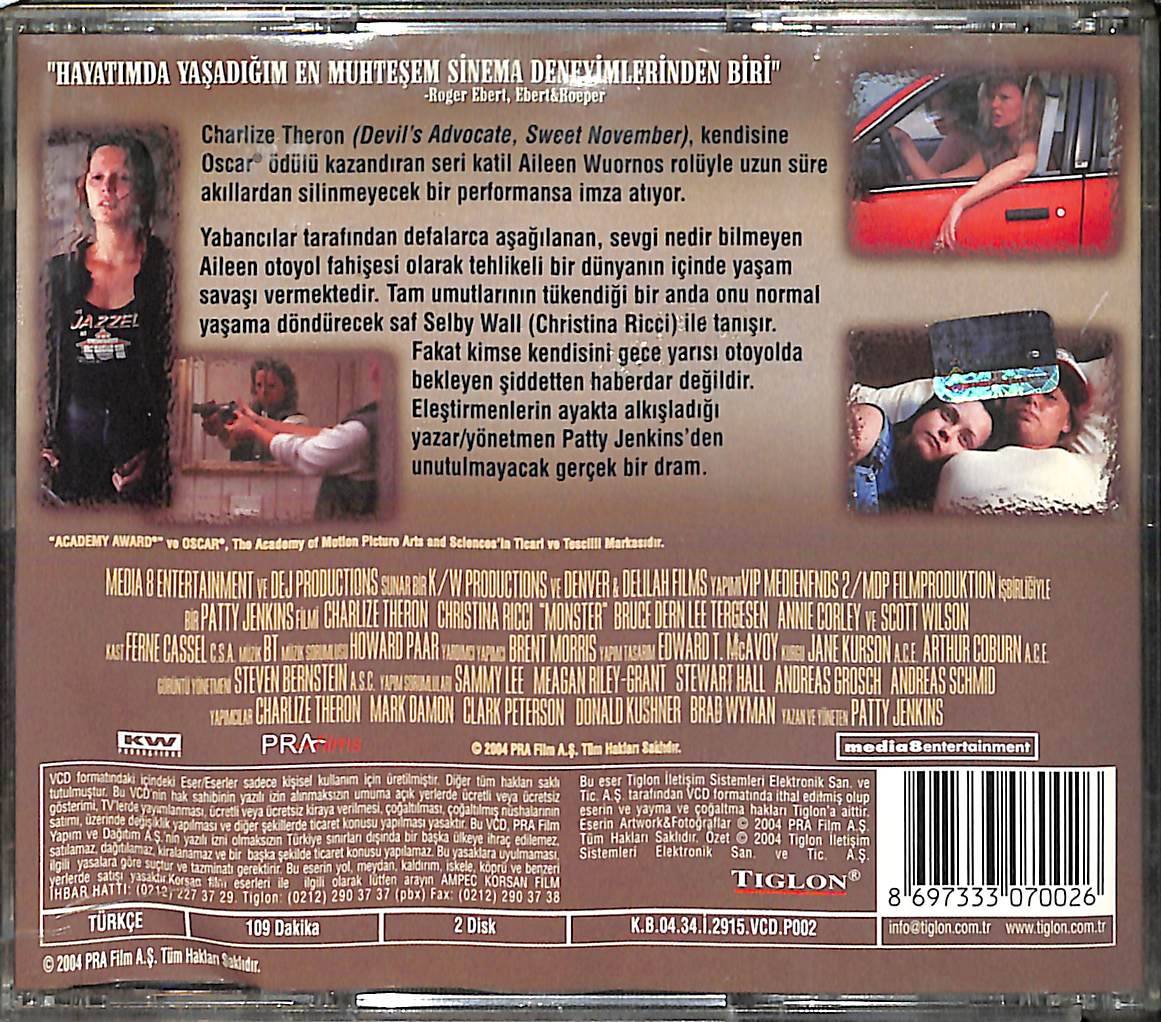 "HAYATIMDA YAŞADIĞIM EN MUHTEŞEM SİNEMA DENEYİMLERİNDEN BİRİ"
-Roger Ebert, Ebert&Roeper
Charlize Theron (Devil's Advocate, Sweet November), kendisine
Oscar® ödülü kazandıran seri katil Aileen Wuornos rolüyle uzun süre
akıllardan silinmeyecek bir performansa imza atıyor.
Yabancılar tarafından defalarca aşağılanan, sevgi nedir bilmeyen
Aileen otoyol fahişesi olarak tehlikeli bir dünyanın içinde yaşam
savaşı vermektedir. Tam umutlarının tükendiği bir anda onu normal
yaşama döndürecek saf Selby Wall (Christina Ricci) ile tanışır.
Fakat kimse kendisini gece yarısı otoyolda
bekleyen şiddetten haberdar değildir.
Eleştirmenlerin ayakta alkışladığı
yazar/yönetmen Patty Jenkins'den
unutulmayacak gerçek bir dram.
JAZZEL
"ACADEMY AWARD®" ve OSCAR®, The Academy of Motion Picture Arts and Sciences'in Ticari ve Tescilli Markasıdır.
MEDIA 8 ENTERTAINMENT VE DEJ PRODUCTIONS SUNAR BİR K/W PRODUCTIONS VE DENVER & DELILAH FILMS YAPIMI VIP MEDIENFNDS 2/MDP FILMPRODUKTION İŞBİRLİĞİYLE
BİR PATTY JENKINS FİLMİ CHARLIZE THERON CHRISTINA RICCI "MONSTER" BRUCE DERN LEE TERGESEN ANNIE CORLEY VE SCOTT WILSON
KAST FERNE CASSEL C.S.A. MÜZİK BT MÜZİK SORUMLUSU HOWARD PAAR YARDIMCI YAPIMCI BRENT MORRIS YAPIM TASARIM EDWARD T. McAVOY KURGU JANE KURSON A.C.E. ARTHUR COBURN A.C.E.
GÖRÜNTÜ YÖNETMENİ STEVEN BERNSTEIN A.S.C. YAPIM SORUMLULARI SAMMY LEE MEAGAN RILEY-GRANT STEWART HALL ANDREAS GROSCH ANDREAS SCHMID
YAPIMCILAR CHARLIZE THERON MARK DAMON CLARK PETERSON DONALD KUSHNER BRAD WYMAN YAZAN VE YÖNETEN PATTY JENKINS
KW PRODUCTIONS
PRA films
© 2004 PRA Film A.Ş. Tüm Hakları Saklıdır.
media8entertainment
VCD formatındaki içindeki Eser/Eserler sadece kişisel kullanım için üretilmiştir. Diğer tüm hakları saklı
tutulmuştur. Bu VCD'nin hak sahibinin yazılı izin alınmaksızın umuma açık yerlerde ücretli veya ücretsiz
gösterimi, TV'lerde yayımlanması, ücretli veya ücretsiz kiraya verilmesi, çoğaltılması, çoğaltılmış nüshalarının
satımı, üzerinde değişiklik yapılması ve diğer şekillerde ticaret konusu yapılması yasaktır. Bu VCD, PRA Film
Yapım ve Dağıtım A.Ş.'nin yazılı izni olmaksızın Türkiye sınırları dışında bir başka ülkeye ihraç edilemez,
satılamaz, dağıtılamaz, kiralanamaz ve bir başka şekilde ticaret konusu yapılamaz. Bu yasaklara uyulmaması,
ilgili yasalara göre suçtur ve tazminatı gerektirir. Bu eserin yol, meydan, kaldırım, iskele, köprü ve benzeri
yerlerde satışı yasaktır. Korsan film eserleri ile ilgili olarak lütfen arayın AMPEC KORSAN FILM
İHBAR HATTI: (0212) 227 37 29. Tiglon: (0212) 290 37 37 (pbx) Fax: (0212) 290 37 38
Bu eser Tiglon İletişim Sistemleri Elektronik San. ve
Tic. A.Ş. tarafından VCD formatında ithal edilmiş olup
eserin ve yayma ve çoğaltma hakları Tiglon'a aittir.
Eserin Artwork&Fotoğraflar © 2004 PRA Film A.Ş.
Tüm Hakları Saklıdır. Özet © 2004 Tiglon İletişim
Sistemleri Elektronik San. ve Tic. A.Ş.
TIGLON®
8 697333 070026
TÜRKÇE
109 Dakika
2 Disk
K.B.04.34.İ.2915.VCD.P002
info@tiglon.com.tr www.tiglon.com.tr
© 2004 PRA Film A.Ş. Tüm Hakları Saklıdır.